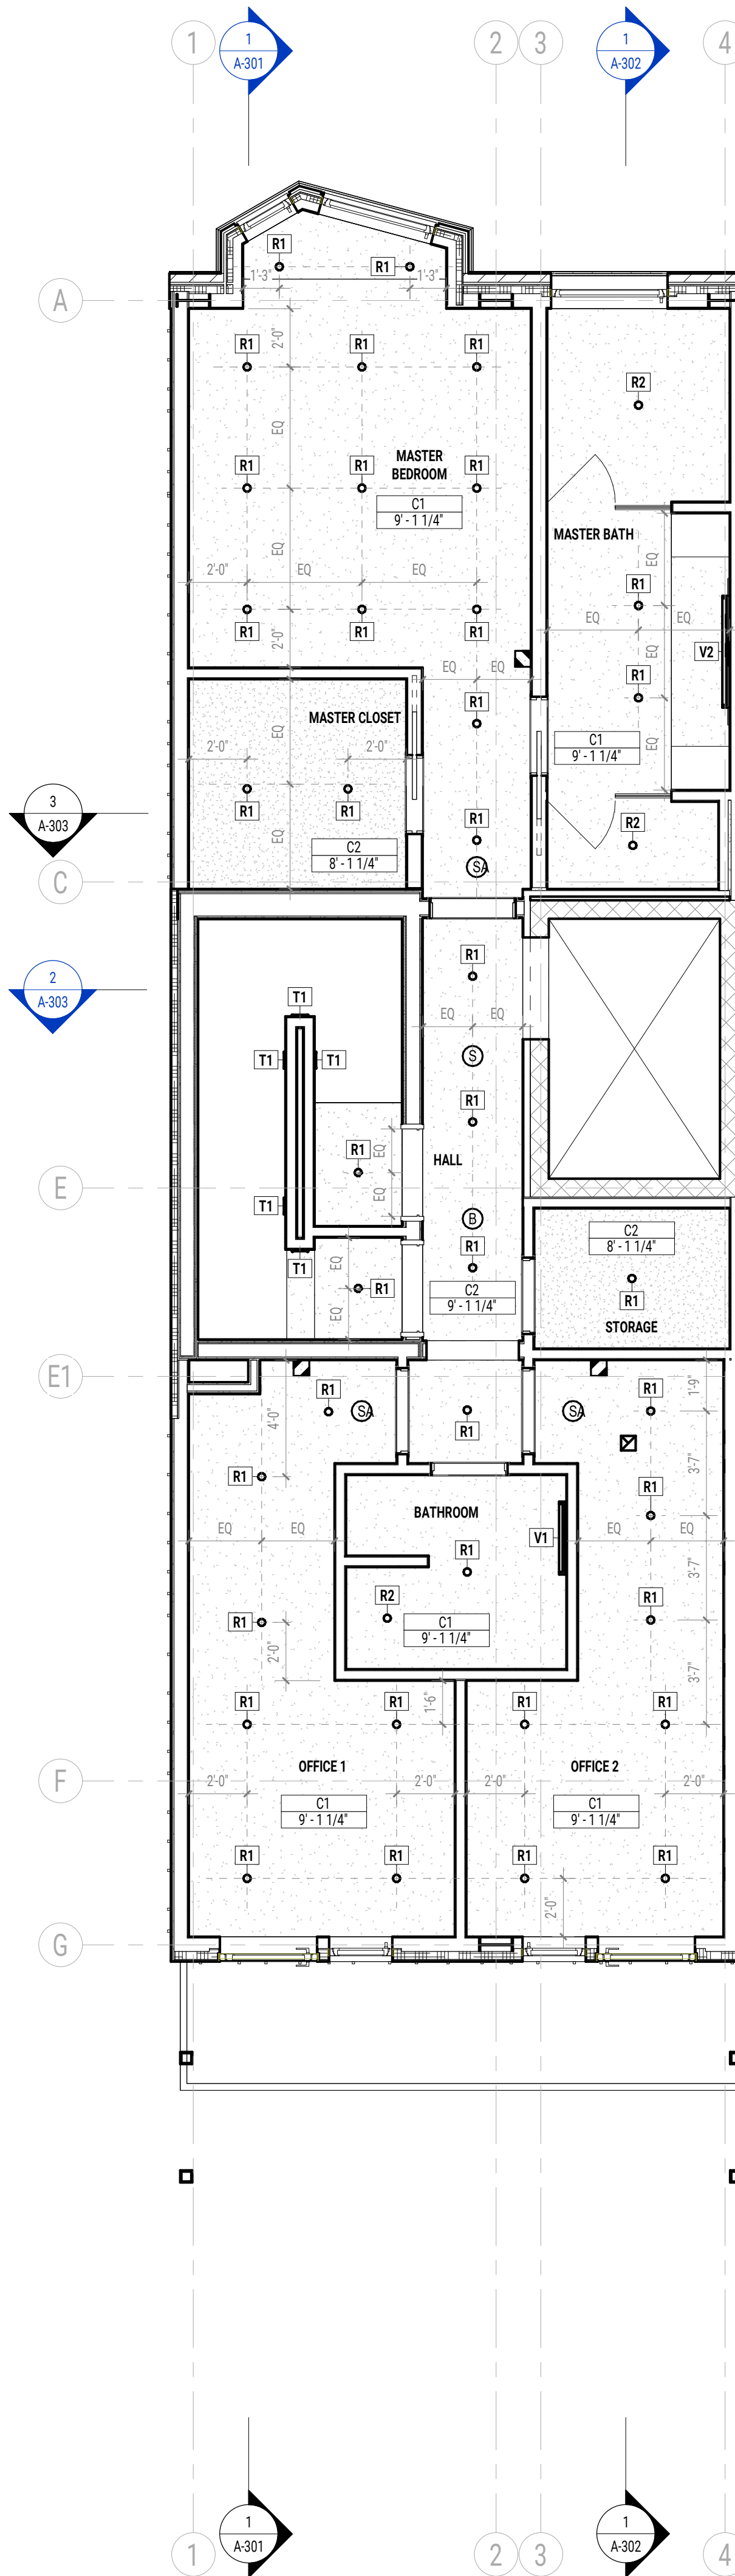 1
A-301
1
A-302
1
2
3
4
R1
R1
1'-3"
1'-3"
A
R1
R1
R1
2'-0"
R2
EQ
MASTER
BEDROOM
R1
R1
R1
C1
9' - 1 1/4"
MASTER BATH
EQ
EQ
2'-0"
EQ
EQ
R1
R1
R1
R1
EQ
EQ
2'-0"
EQ
V2
EQ
EQ
R1
MASTER CLOSET
R1
EQ
C1
9' - 1 1/4"
EQ
2'-0"
2'-0"
R1
R1
3
A-303
R1
R2
EQ
C2
8' - 1 1/4"
SA
C
R1
2
A-303
T1
EQ
EQ
S
T1
T1
R1
R1
EQ
HALL
E
EQ
T1
B
C2
8' - 1 1/4"
R1
EQ
T1
R1
C2
9' - 1 1/4"
R1
EQ
STORAGE
E1
R1
SA
R1
SA
R1
1'-9"
4'-0"
R1
3'-7"
R1
BATHROOM
EQ
EQ
V1
EQ
EQ
R1
3'-7"
R2
R1
R1
C1
9' - 1 1/4"
2'-0"
3'-7"
1'-6"
R1
R1
R1
R1
OFFICE 1
OFFICE 2
F
2'-0"
2'-0"
2'-0"
2'-0"
C1
9' - 1 1/4"
C1
9' - 1 1/4"
R1
R1
R1
R1
2'-0"
G
1
A-301
1
A-302
1
2
3
4